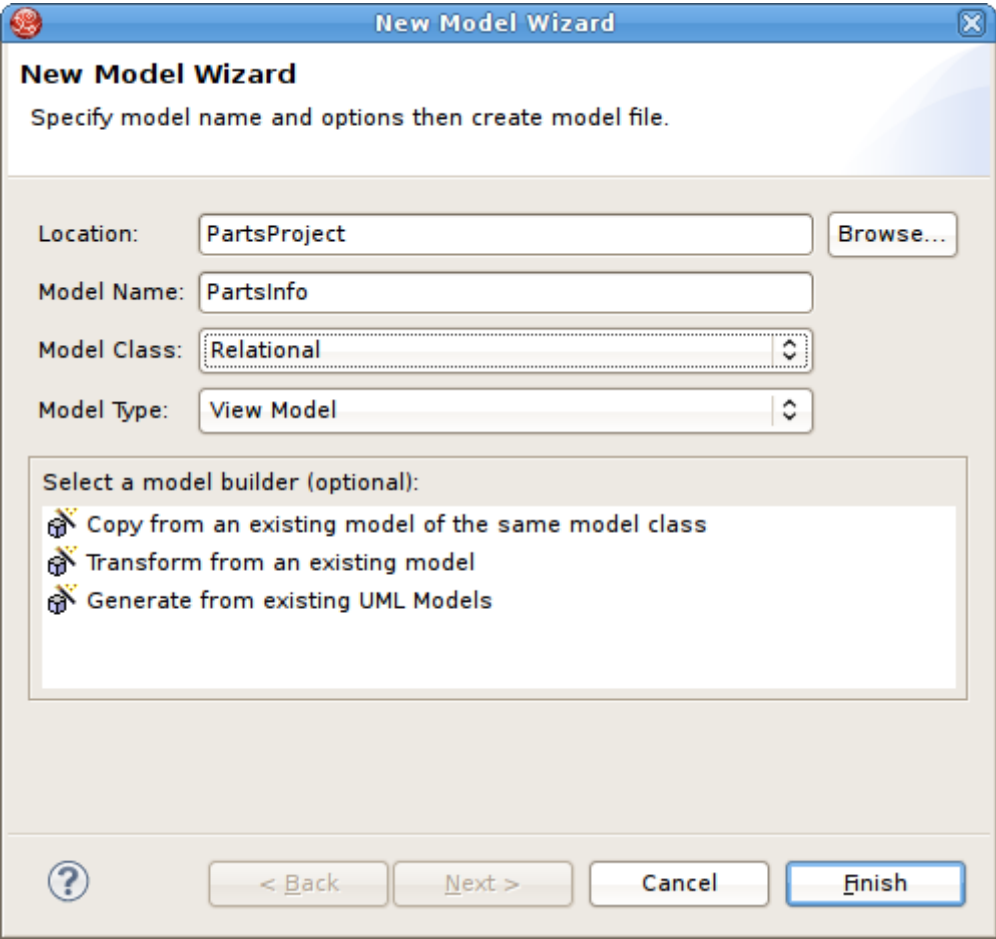 New Model Wizard
New Model Wizard
Specify model name and options then create model file.
Location: PartsProject Browse...
Model Name: PartsInfo
Model Class: Relational
Model Type: View Model
Select a model builder (optional):
Copy from an existing model of the same model class
Transform from an existing model
Generate from existing UML Models
? < Back Next > Cancel Finish